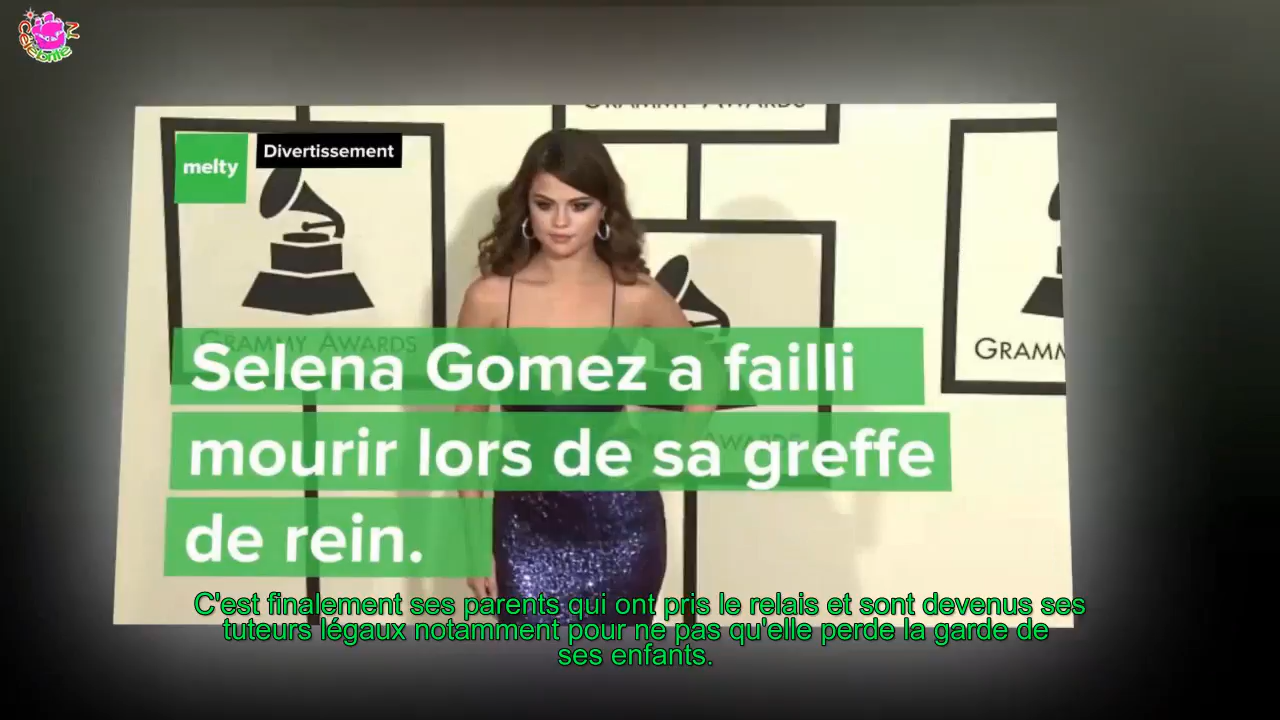 Célébrité Z
GRAMMY AWARDS
melty
Divertissement
GRAMMY AWARDS
GRAMM
Selena Gomez a failli
mourir lors de sa greffe
de rein.
C'est finalement ses parents qui ont pris le relais et sont devenus ses
tuteurs légaux notamment pour ne pas qu'elle perde la garde de
ses enfants.